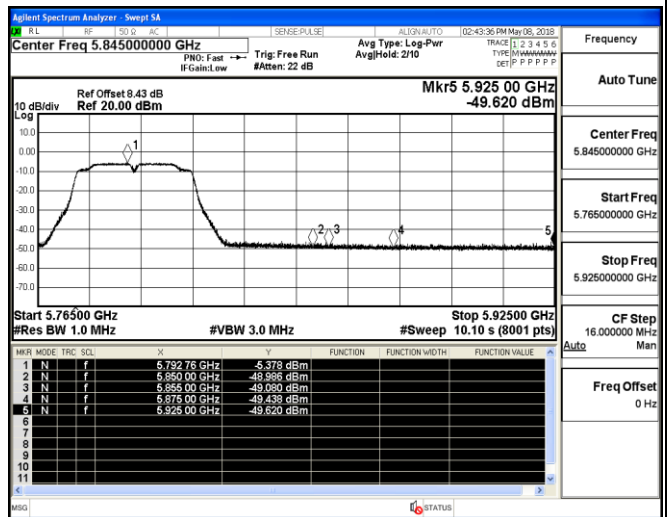 Agilent Spectrum Analyzer - Swept SA
RL RF 50 Ω AC SENSE:PULSE ALIGNAUTO 02:43:36 PM May 08, 2018
Center Freq 5.845000000 GHz
PNO: Fast
IFGain:Low
Trig: Free Run
#Atten: 22 dB
Avg Type: Log-Pwr
Avg|Hold: 2/10
TRACE 1 2 3 4 5 6
TYPE MWWWWW
DET P P P P P P
Frequency
Ref Offset 8.43 dB
Ref 20.00 dBm
10 dB/div
Log
Mkr5 5.925 00 GHz
-49.620 dBm
Auto Tune
10.0
0.00
-10.0
-20.0
-30.0
-40.0
-50.0
-60.0
-70.0
1
2
3
4
5
Center Freq
5.845000000 GHz
Start Freq
5.765000000 GHz
Stop Freq
5.925000000 GHz
Start 5.76500 GHz
Stop 5.92500 GHz
#Res BW 1.0 MHz
#VBW 3.0 MHz
#Sweep 10.10 s (8001 pts)
CF Step
16.000000 MHz
Auto Man
MKR MODE TRC SCL X Y FUNCTION FUNCTION WIDTH FUNCTION VALUE
1 N f 5.792 76 GHz -5.378 dBm
2 N f 5.850 00 GHz -48.986 dBm
3 N f 5.855 00 GHz -49.080 dBm
4 N f 5.875 00 GHz -49.438 dBm
5 N f 5.925 00 GHz -49.620 dBm
6
7
8
9
10
11
Freq Offset
0 Hz
MSG
STATUS